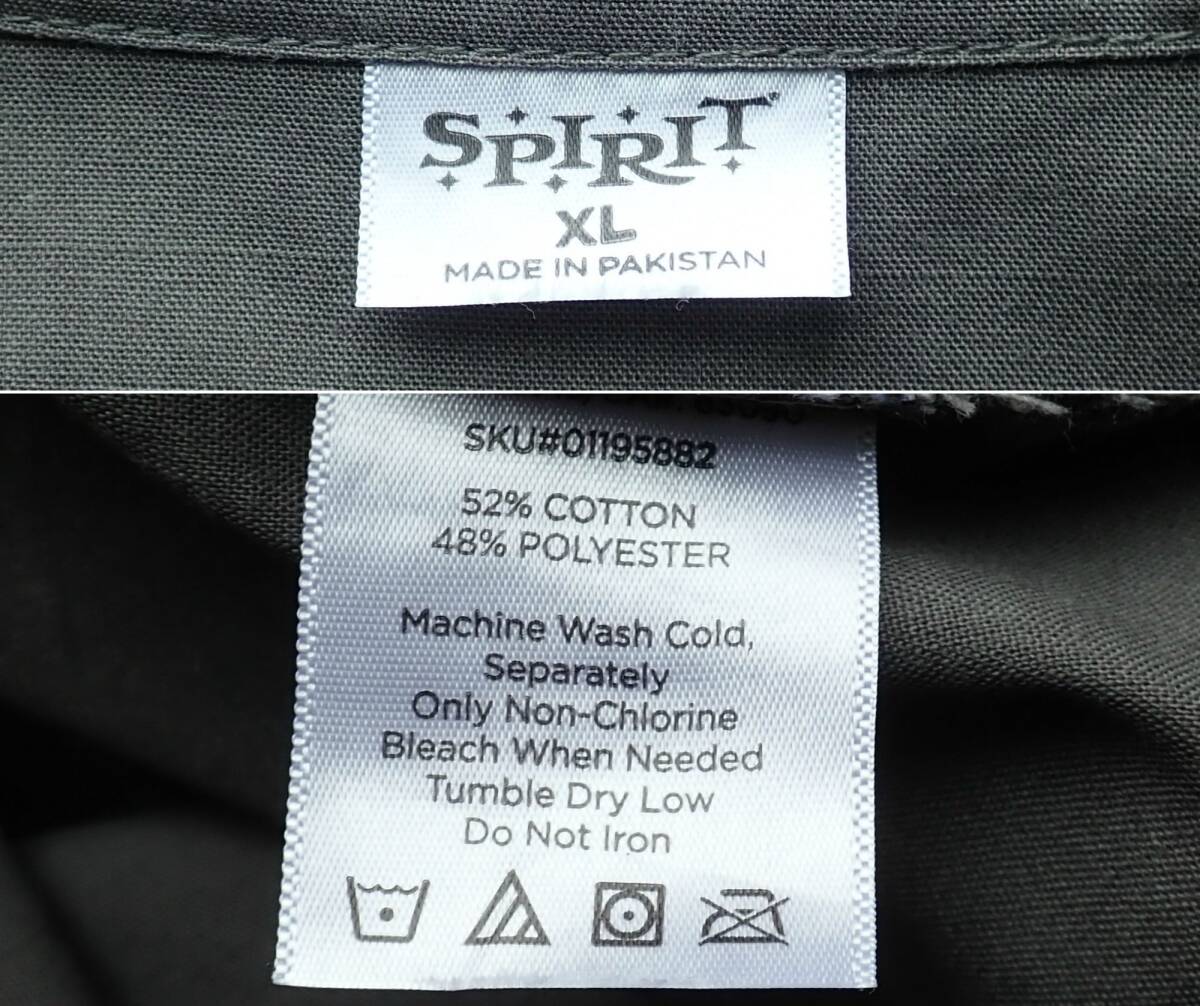 SPIRIT
XL
MADE IN PAKISTAN
SKU#01195882
52% COTTON
48% POLYESTER
Machine Wash Cold,
Separately
Only Non-Chlorine
Bleach When Needed
Tumble Dry Low
Do Not Iron